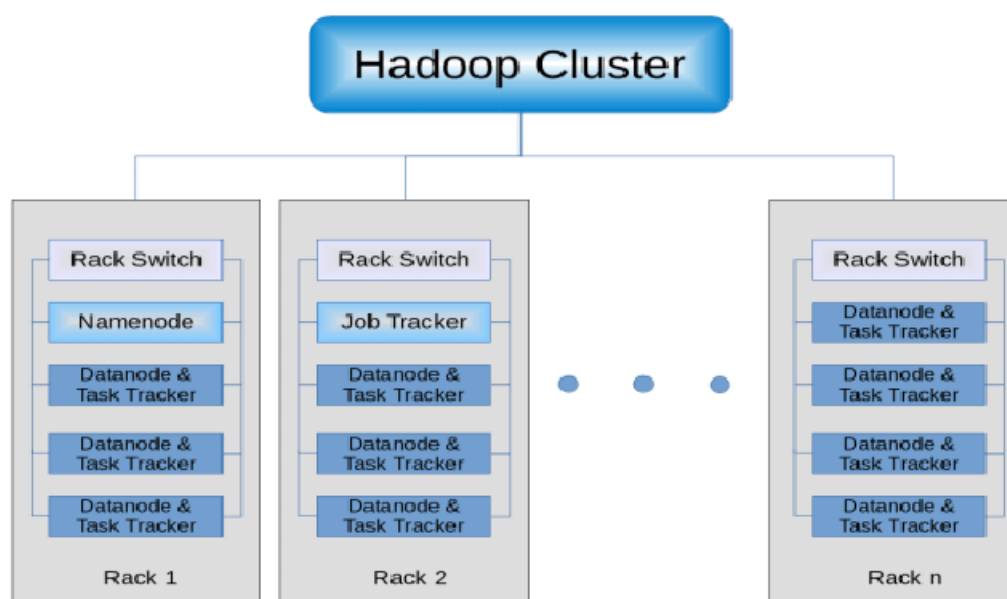 Hadoop Cluster
Rack Switch
Namenode
Datanode &
Task Tracker
Datanode &
Task Tracker
Datanode &
Task Tracker
Rack 1
Rack Switch
Job Tracker
Datanode &
Task Tracker
Datanode &
Task Tracker
Datanode &
Task Tracker
Rack 2
Rack Switch
Datanode &
Task Tracker
Datanode &
Task Tracker
Datanode &
Task Tracker
Datanode &
Task Tracker
Rack n